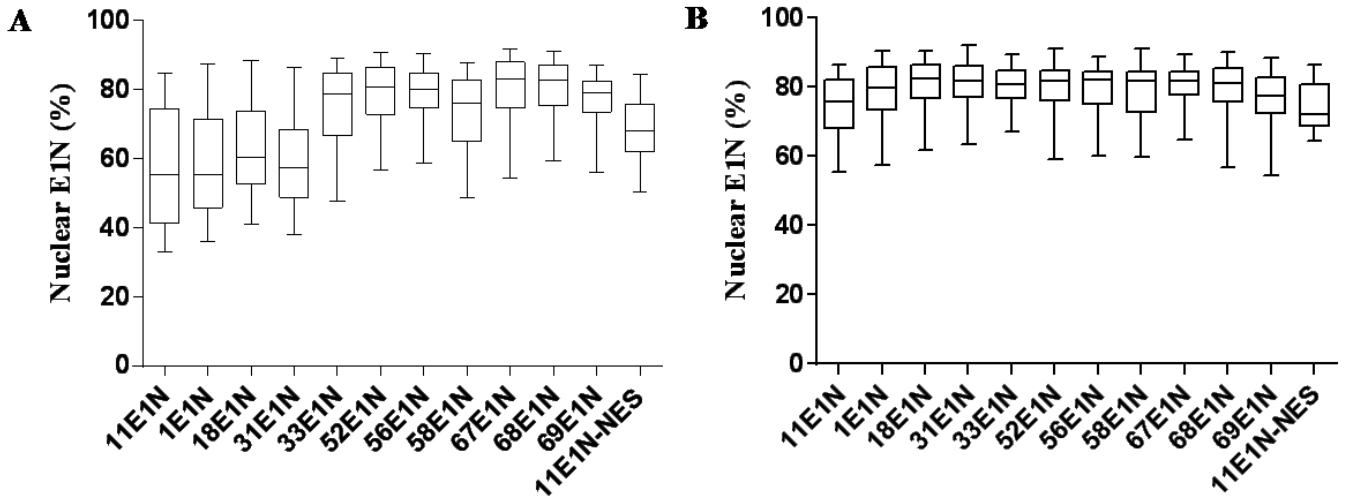 A
Nuclear E1N (%)
100
80
60
40
20
0
11E1N
1E1N
18E1N
31E1N
33E1N
52E1N
56E1N
58E1N
67E1N
68E1N
69E1N
11E1N-NES
B
Nuclear E1N (%)
100
80
60
40
20
0
11E1N
1E1N
18E1N
31E1N
33E1N
52E1N
56E1N
58E1N
67E1N
68E1N
69E1N
11E1N-NES